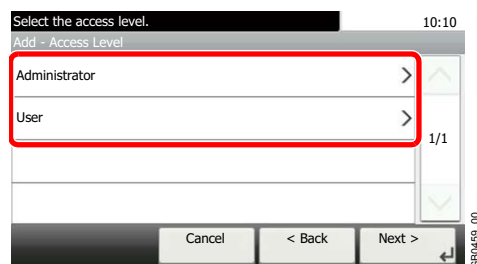 Select the access level. 10:10
Add - Access Level
Administrator
User
1/1
Cancel < Back Next >
GB0459_00